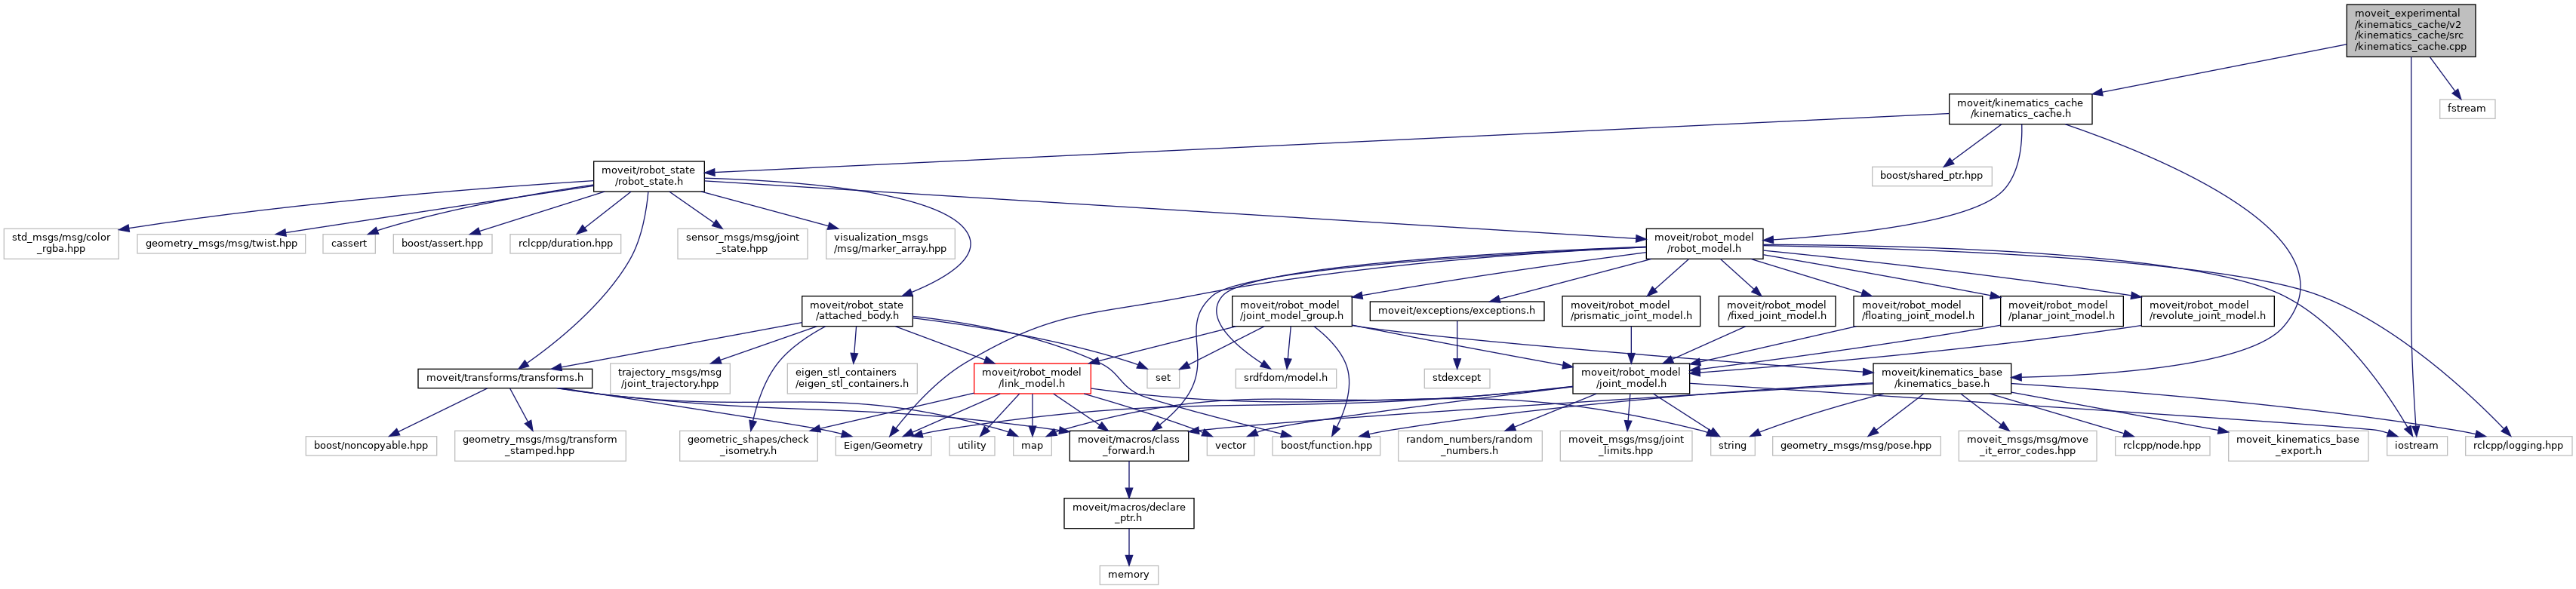 moveit_experimental
/kinematics_cache/v2
/kinematics_cache/src
/kinematics_cache.cpp
moveit/kinematics_cache
/kinematics_cache.h
fstream
moveit/robot_state
/robot_state.h
boost/shared_ptr.hpp
std_msgs/msg/color
_rgba.hpp
geometry_msgs/msg/twist.hpp
cassert
boost/assert.hpp
rclcpp/duration.hpp
sensor_msgs/msg/joint
_state.hpp
visualization_msgs
/msg/marker_array.hpp
moveit/robot_model
/robot_model.h
moveit/robot_state
/attached_body.h
moveit/robot_model
/joint_model_group.h
moveit/exceptions/exceptions.h
moveit/robot_model
/prismatic_joint_model.h
moveit/robot_model
/fixed_joint_model.h
moveit/robot_model
/floating_joint_model.h
moveit/robot_model
/planar_joint_model.h
moveit/robot_model
/revolute_joint_model.h
moveit/transforms/transforms.h
trajectory_msgs/msg
/joint_trajectory.hpp
eigen_stl_containers
/eigen_stl_containers.h
moveit/robot_model
/link_model.h
set
srdfdom/model.h
stdexcept
moveit/robot_model
/joint_model.h
moveit/kinematics_base
/kinematics_base.h
boost/noncopyable.hpp
geometry_msgs/msg/transform
_stamped.hpp
geometric_shapes/check
_isometry.h
Eigen/Geometry
utility
map
moveit/macros/class
_forward.h
vector
boost/function.hpp
random_numbers/random
_numbers.h
moveit_msgs/msg/joint
_limits.hpp
string
geometry_msgs/msg/pose.hpp
moveit_msgs/msg/move
_it_error_codes.hpp
rclcpp/node.hpp
moveit_kinematics_base
_export.h
iostream
rclcpp/logging.hpp
moveit/macros/declare
_ptr.h
memory